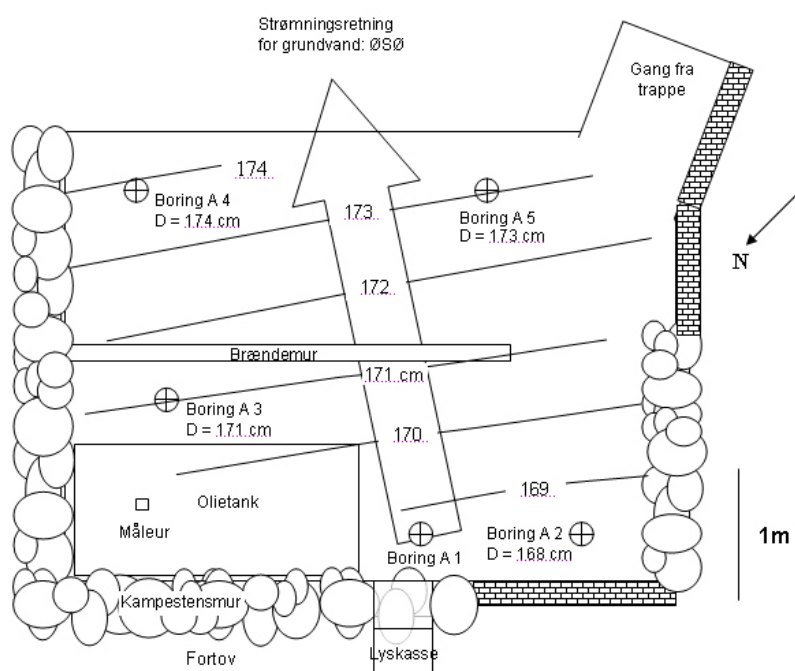 Strømningsretning
for grundvand: ØSØ
Gang fra
trappe
174
Boring A 4
D = 174 cm
173
Boring A 5
D = 173 cm
N
172
Brændemur
171 cm
Boring A 3
D = 171 cm
170
169
Olietank
Måleur
Boring A 1
Boring A 2
D = 168 cm
1m
Kampestensmur
Fortov
Lyskasse